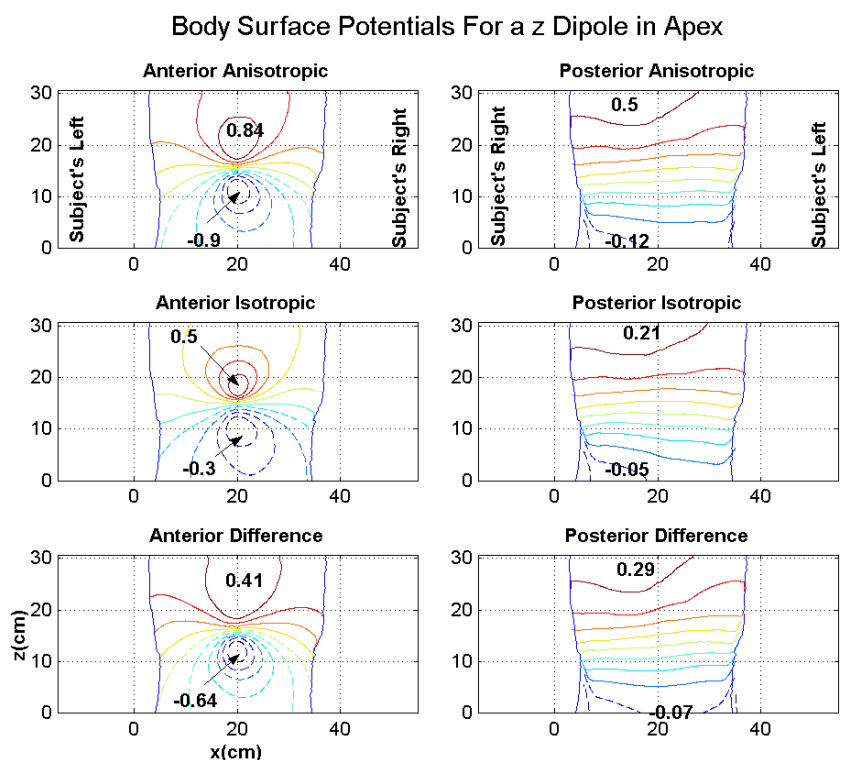 Body Surface Potentials For a z Dipole in Apex
Anterior Anisotropic
30
20
10
0
0 20 40
Subject's Left
Subject's Right
0.84
-0.9
Posterior Anisotropic
30
20
10
0
0 20 40
Subject's Right
Subject's Left
0.5
-0.12
Anterior Isotropic
30
20
10
0
0 20 40
0.5
-0.3
Posterior Isotropic
30
20
10
0
0 20 40
0.21
-0.05
Anterior Difference
30
20
10
0
0 20 40
z(cm)
x(cm)
0.41
-0.64
Posterior Difference
30
20
10
0
0 20 40
0.29
-0.07